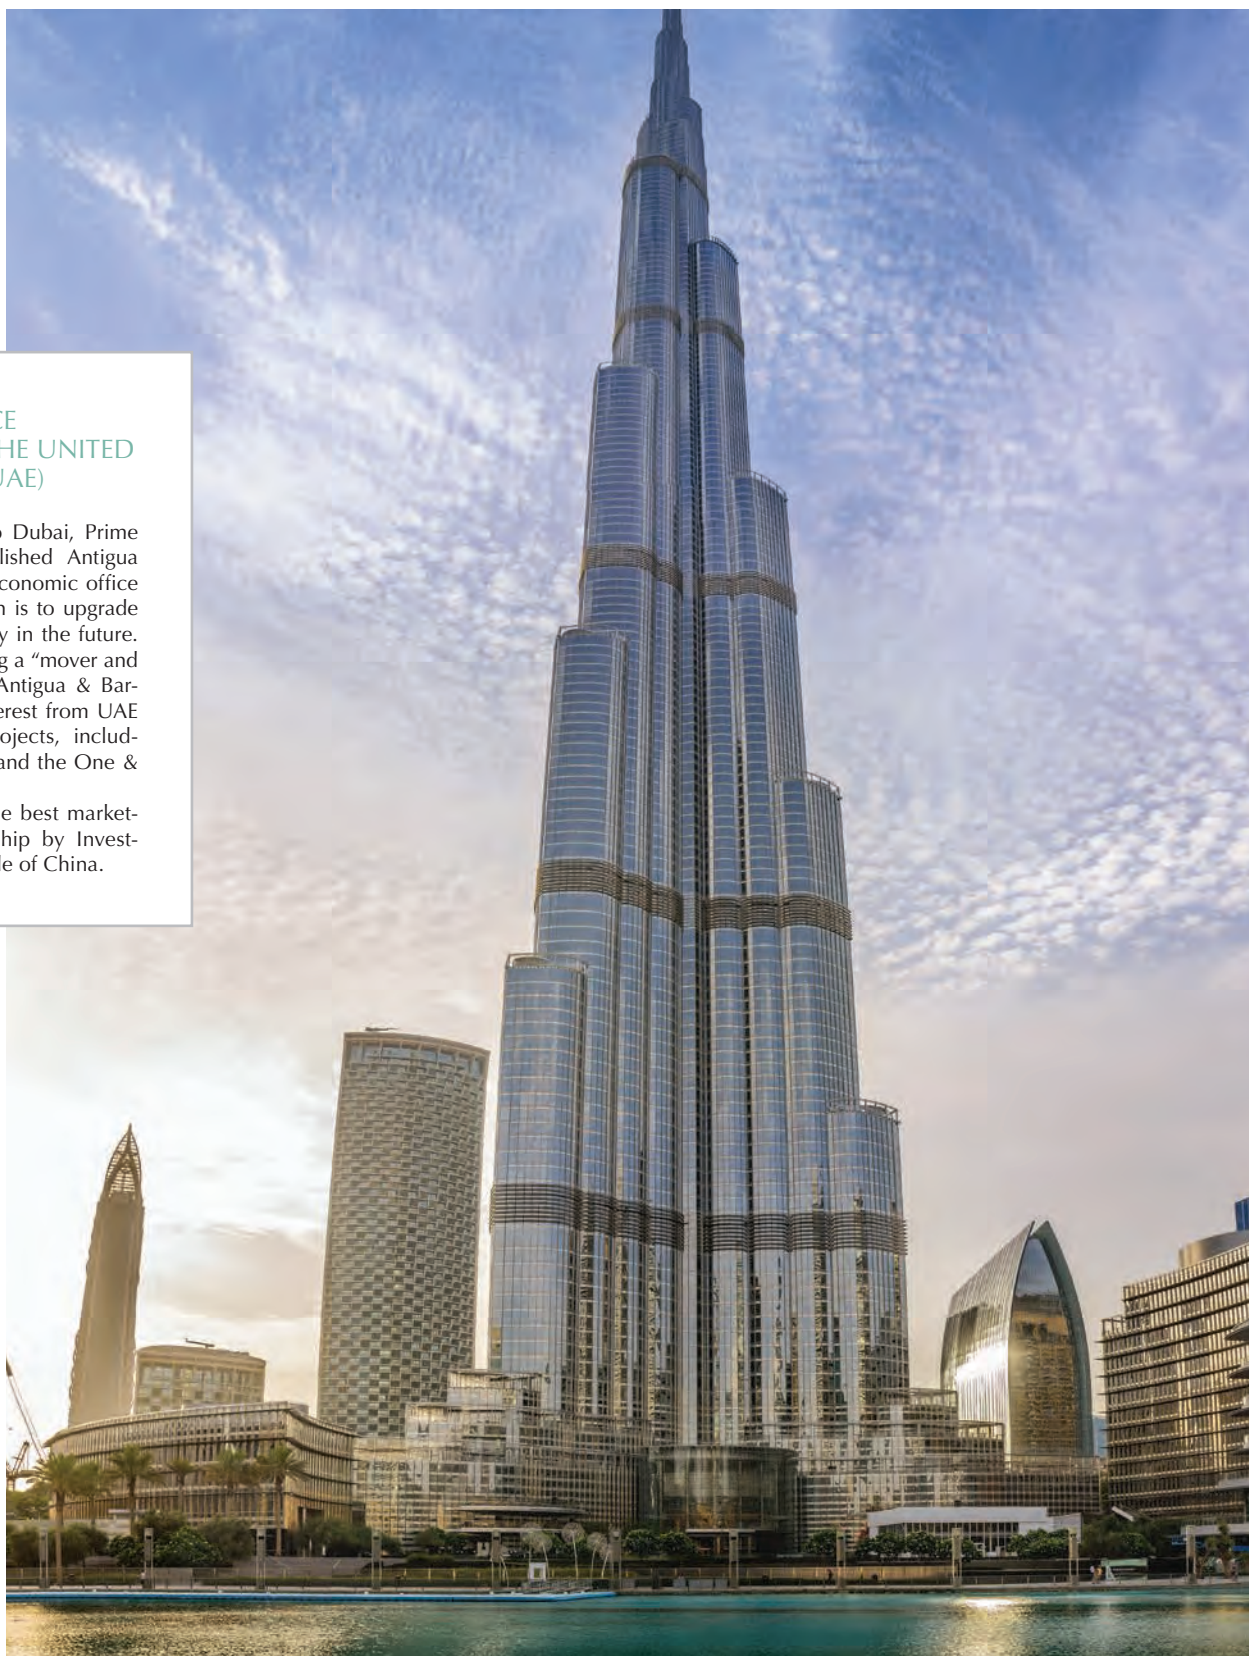 CE
THE UNITED
UAE)
Dubai, Prime
lished Antigua
conomic office
is to upgrade
y in the future.
g a “mover and
Antigua & Bar-
erest from UAE
ojects, includ-
and the One &
e best market-
hip by Invest-
le of China.